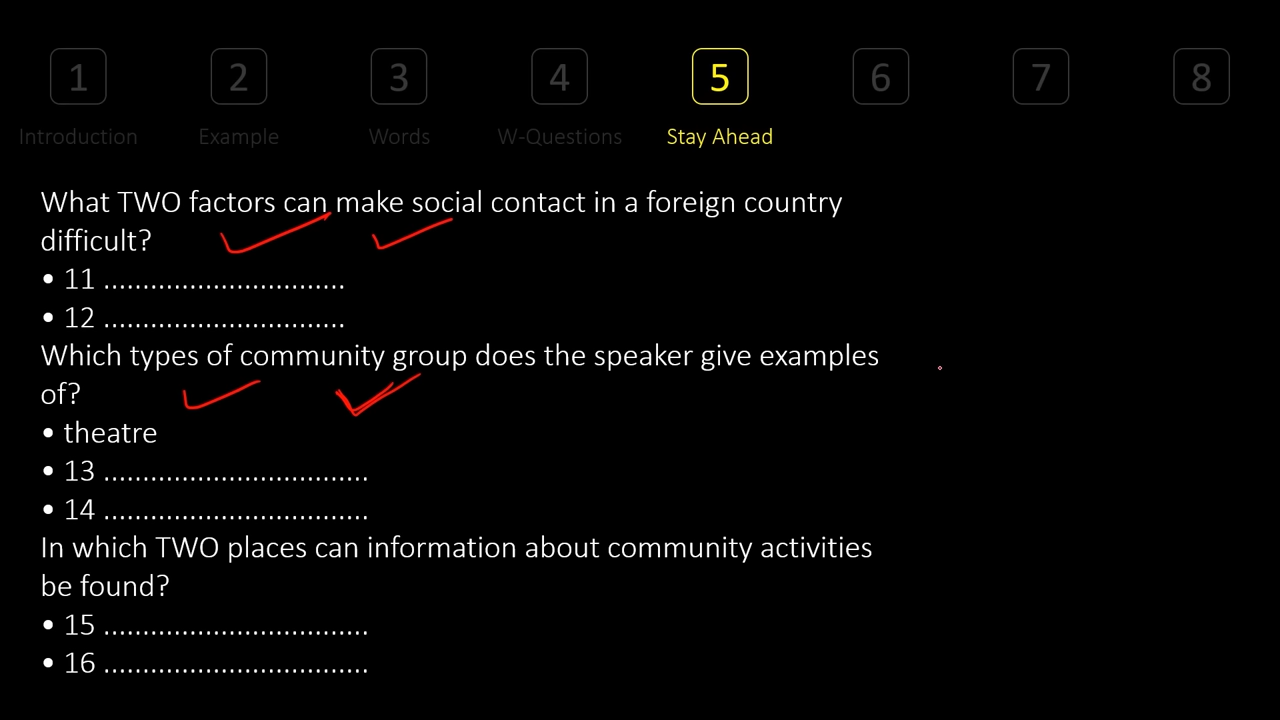 1 2 3 4 5 6 7 8
Introduction Example Words W-Questions Stay Ahead
What TWO factors can make social contact in a foreign country
difficult?
• 11 ...............................
• 12 ...............................
Which types of community group does the speaker give examples
of?
• theatre
• 13 ..................................
• 14 ..................................
In which TWO places can information about community activities
be found?
• 15 ..................................
• 16 ..................................